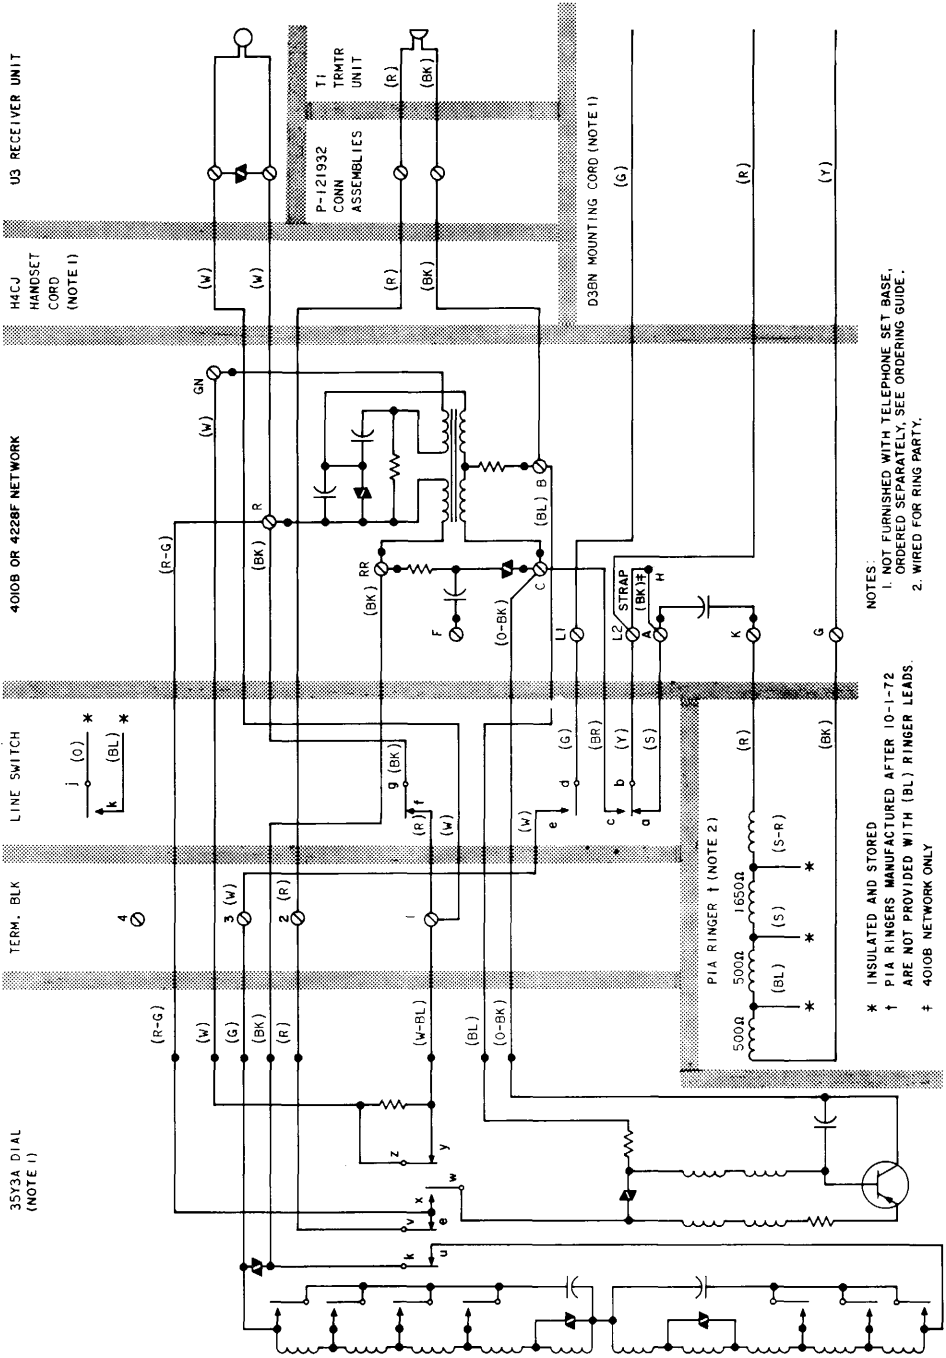 U3 RECEIVER UNIT
H4CJ
HANDSET
CORD
(NOTE 1)
4010B OR 4228F NETWORK
LINE SWITCH
TERM. BLK
35Y3A DIAL
(NOTE 1)
T1
TRMTR
UNIT
P-121932
CONN
ASSEMBLIES
D3BN MOUNTING CORD (NOTE 1)
(R)
(BK)
(W)
(W)
(R)
(BK)
(G)
(R)
(Y)
GN
(W)
R
(R-G)
(BK)
RR
(BK)
F
(O-BK)
C
(BL)
B
L1
L2
STRAP
(BK)‡
H
A
K
G
j
(O)
*
k
(BL)
*
g
(BK)
f
(R)
(W)
(W)
e
d
(G)
(BR)
c
b
(Y)
a
(S)
(R)
(BK)
4
3
(W)
2
(R)
1
(R-G)
(W)
(G)
(BK)
(R)
(W-BL)
(BL)
(O-BK)
P1A RINGER † (NOTE 2)
500Ω
500Ω
1650Ω
(BL)
(S)
(S-R)
*
*
*
z
y
x
w
v
e
k
u
NOTES:
1. NOT FURNISHED WITH TELEPHONE SET BASE,
ORDERED SEPARATELY, SEE ORDERING GUIDE.
2. WIRED FOR RING PARTY.
* INSULATED AND STORED
† P1A RINGERS MANUFACTURED AFTER 10-1-72
ARE NOT PROVIDED WITH (BL) RINGER LEADS.
‡ 4010B NETWORK ONLY